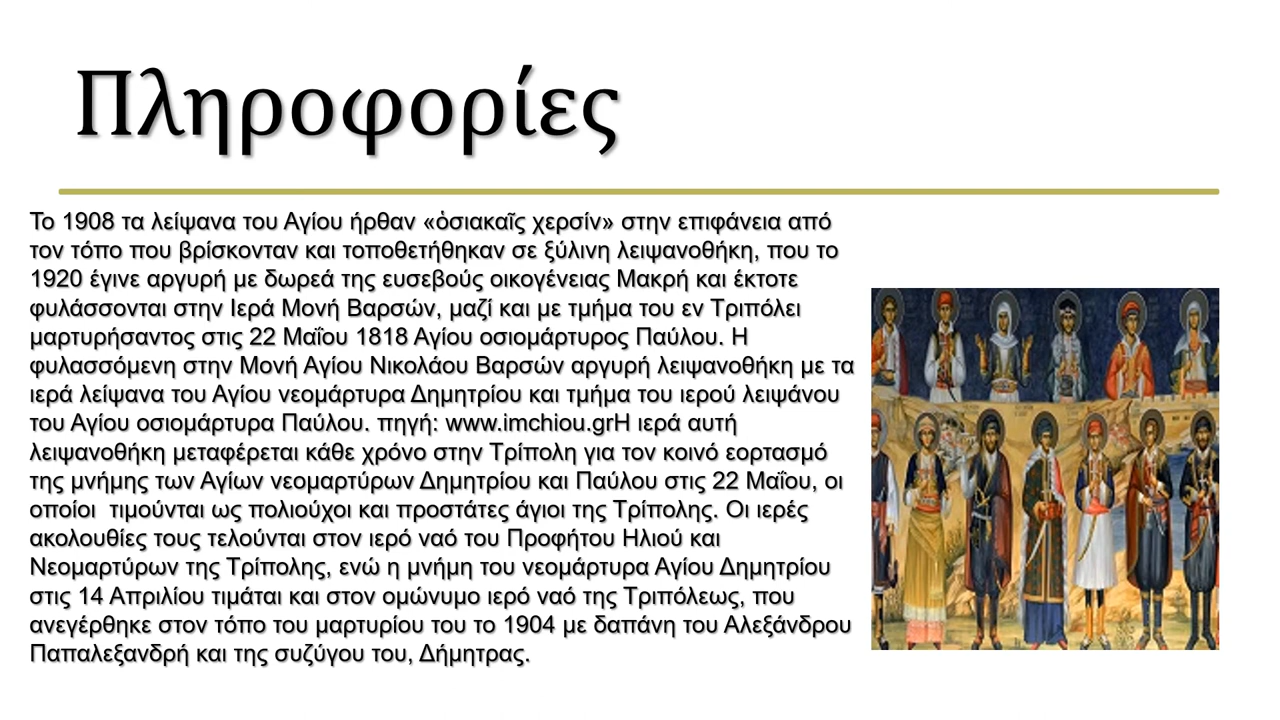 Πληροφορίες
Το 1908 τα λείψανα του Αγίου ήρθαν «ὁσιακαῖς χερσίν» στην επιφάνεια από
τον τόπο που βρίσκονταν και τοποθετήθηκαν σε ξύλινη λειψανοθήκη, που το
1920 έγινε αργυρή με δωρεά της ευσεβούς οικογένειας Μακρή και έκτοτε
φυλάσσονται στην Ιερά Μονή Βαρσών, μαζί και με τμήμα του εν Τριπόλει
μαρτυρήσαντος στις 22 Μαΐου 1818 Αγίου οσιομάρτυρος Παύλου. Η
φυλασσόμενη στην Μονή Αγίου Νικολάου Βαρσών αργυρή λειψανοθήκη με τα
ιερά λείψανα του Αγίου νεομάρτυρα Δημητρίου και τμήμα του ιερού λειψάνου
του Αγίου οσιομάρτυρα Παύλου. πηγή: www.imchiou.grΗ ιερά αυτή
λειψανοθήκη μεταφέρεται κάθε χρόνο στην Τρίπολη για τον κοινό εορτασμό
της μνήμης των Αγίων νεομαρτύρων Δημητρίου και Παύλου στις 22 Μαΐου, οι
οποίοι  τιμούνται ως πολιούχοι και προστάτες άγιοι της Τρίπολης. Οι ιερές
ακολουθίες τους τελούνται στον ιερό ναό του Προφήτου Ηλιού και
Νεομαρτύρων της Τρίπολης, ενώ η μνήμη του νεομάρτυρα Αγίου Δημητρίου
στις 14 Απριλίου τιμάται και στον ομώνυμο ιερό ναό της Τριπόλεως, που
ανεγέρθηκε στον τόπο του μαρτυρίου του το 1904 με δαπάνη του Αλεξάνδρου
Παπαλεξανδρή και της συζύγου του, Δήμητρας.